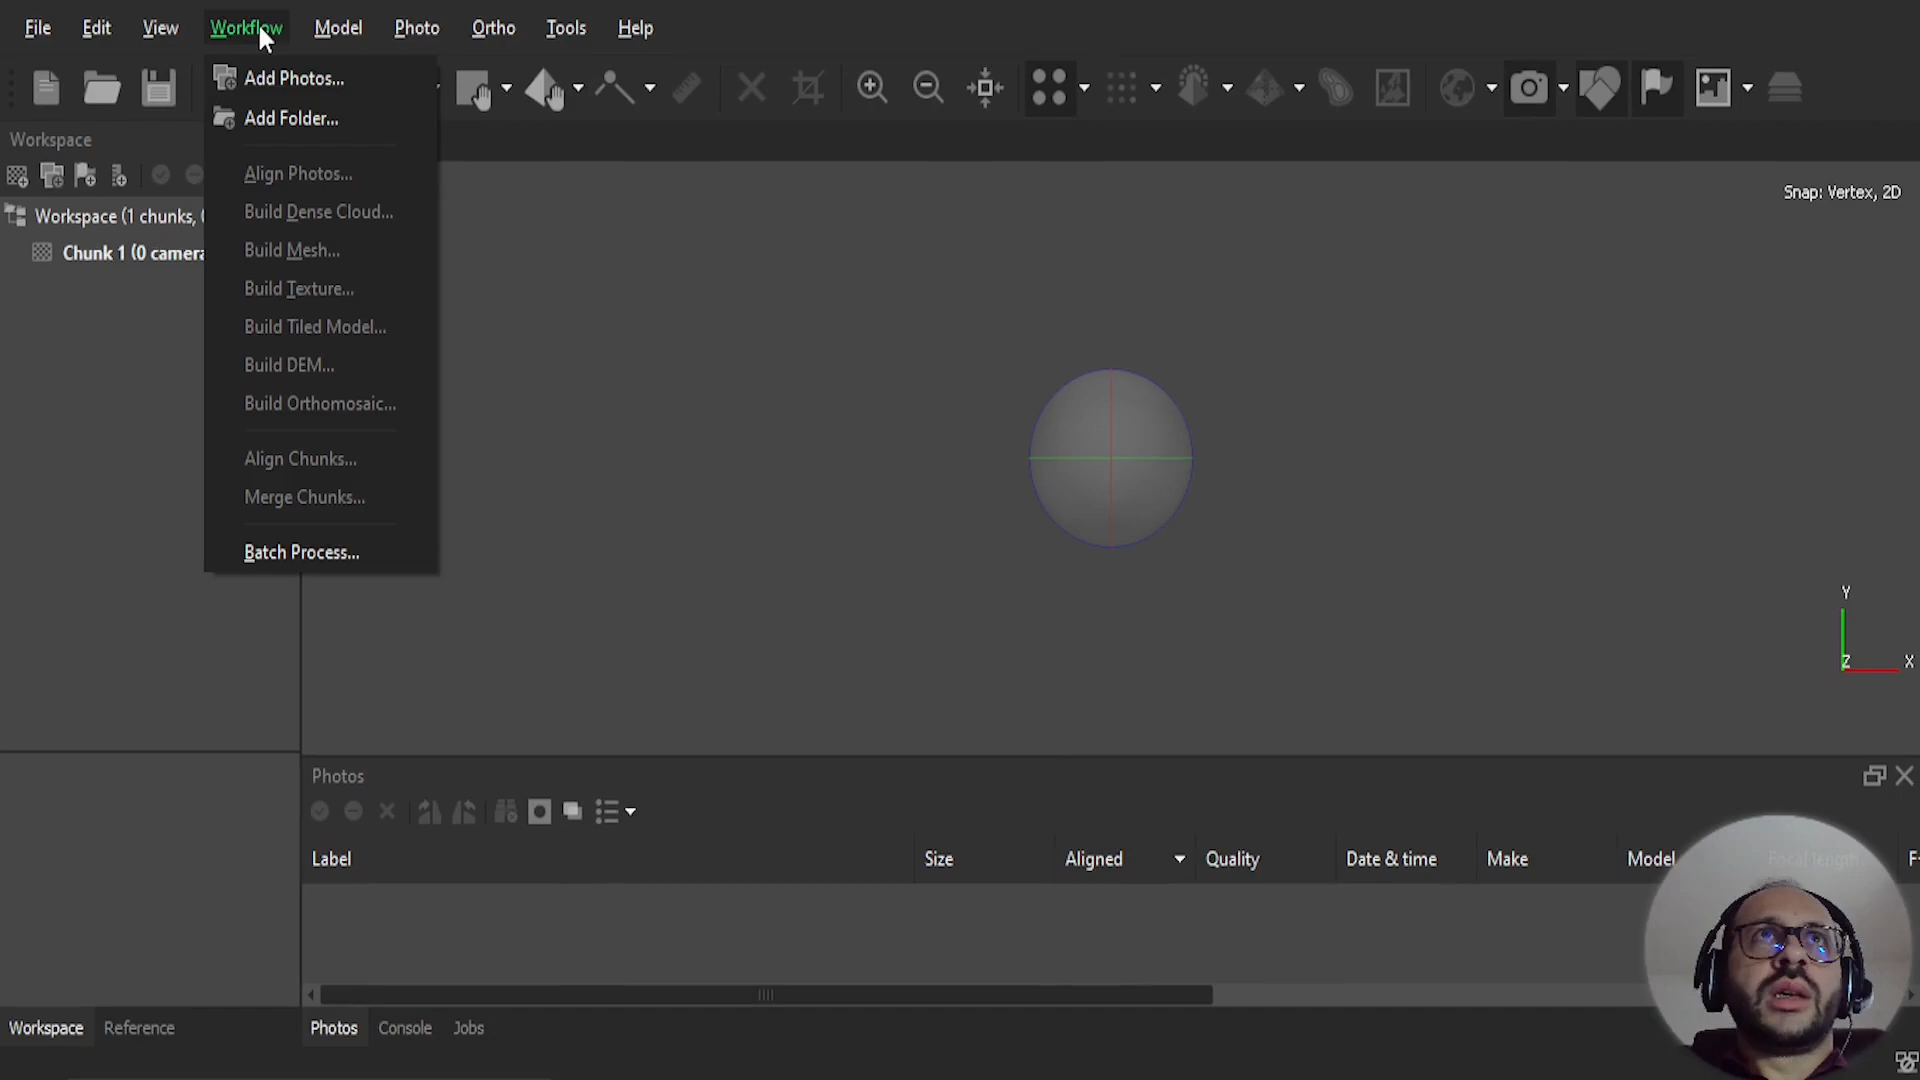 File Edit View Workflow Model Photo Ortho Tools Help
Add Photos...
Add Folder...
Align Photos...
Build Dense Cloud...
Build Mesh...
Build Texture...
Build Tiled Model...
Build DEM...
Build Orthomosaic...
Align Chunks...
Merge Chunks...
Batch Process...
Workspace
Workspace (1 chunks,
Chunk 1 (0 camera
Snap: Vertex, 2D
Y
Z X
Photos
Label Size Aligned Quality Date & time Make Model Focal length
Workspace Reference Photos Console Jobs